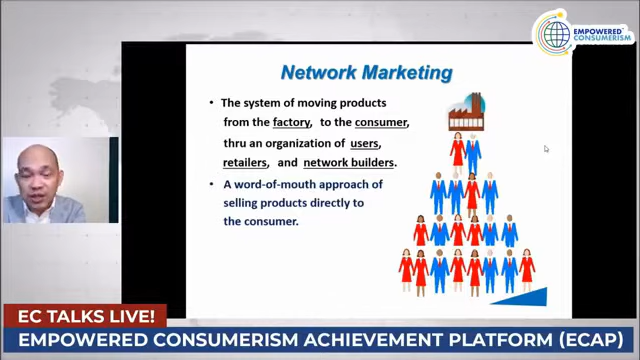 EMPOWERED
CONSUMERISM
Network Marketing
• The system of moving products
from the factory, to the consumer,
thru an organization of users,
retailers, and network builders.
• A word-of-mouth approach of
selling products directly to
the consumer.
EC TALKS LIVE!
EMPOWERED CONSUMERISM ACHIEVEMENT PLATFORM (ECAP)